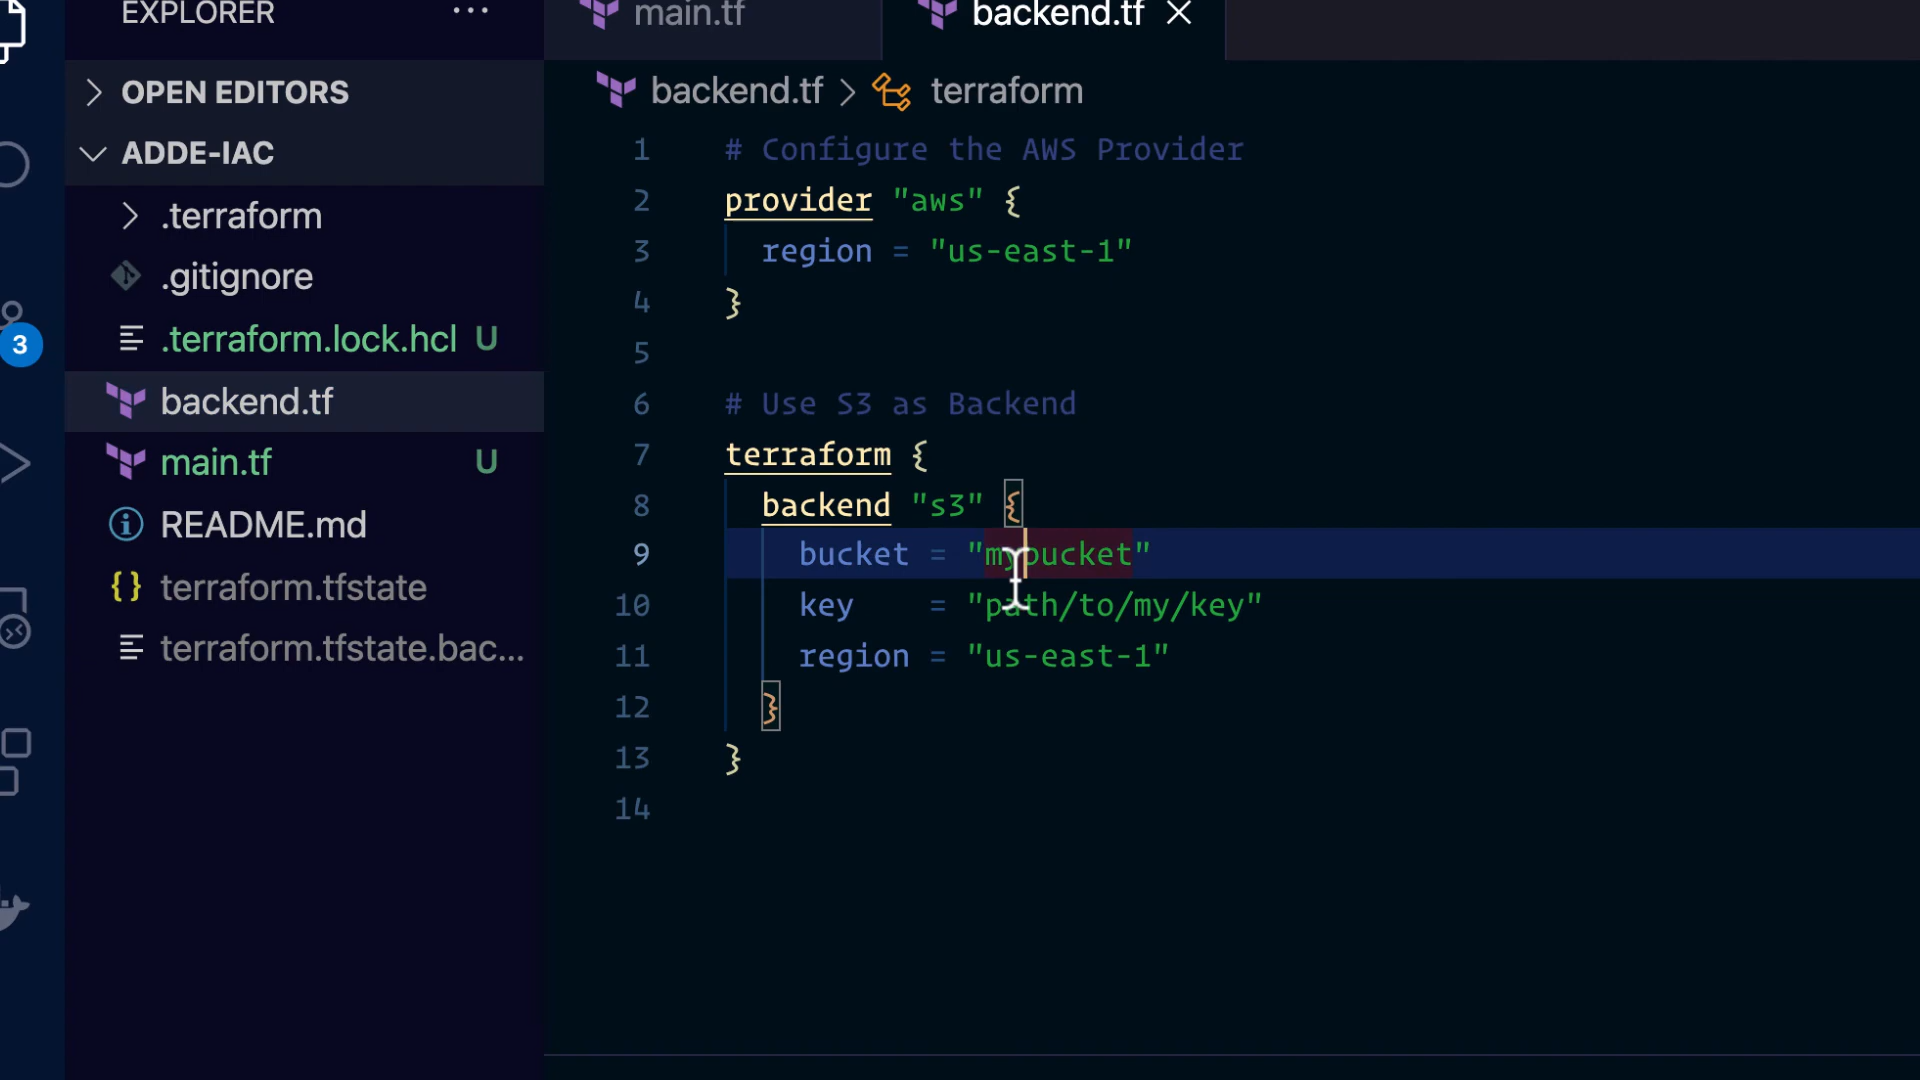 EXPLORER ...
OPEN EDITORS
ADDE-IAC
.terraform
.gitignore
.terraform.lock.hcl U
backend.tf
main.tf U
README.md
{} terraform.tfstate
terraform.tfstate.bac...
3
main.tf
backend.tf
backend.tf > terraform
1 # Configure the AWS Provider
2 provider "aws" {
3 region = "us-east-1"
4 }
5
6 # Use S3 as Backend
7 terraform {
8 backend "s3" {
9 bucket = "mybucket"
10 key = "path/to/my/key"
11 region = "us-east-1"
12 }
13 }
14